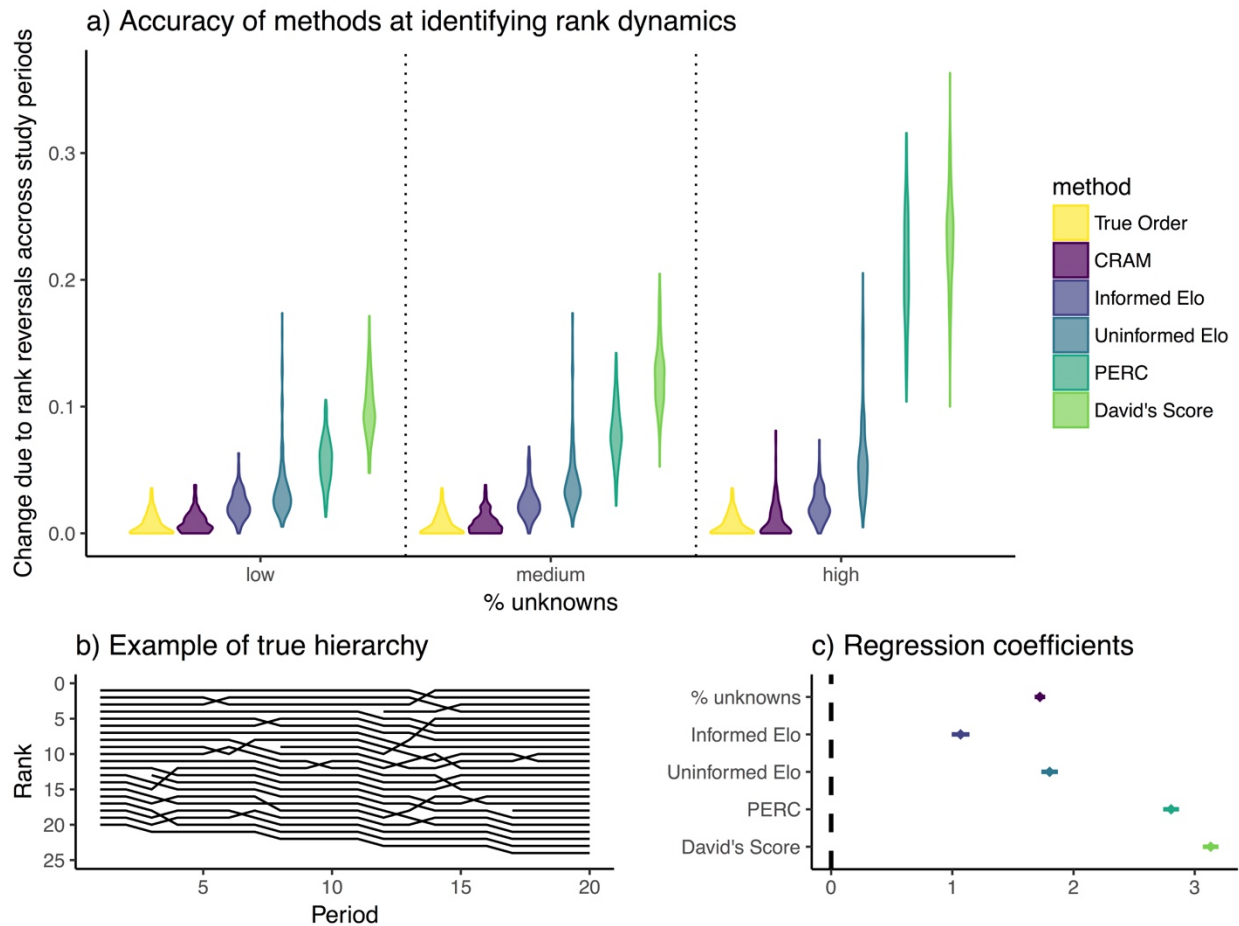 a) Accuracy of methods at identifying rank dynamics
Change due to rank reversals accross study periods
0.3
0.2
0.1
0.0
low
medium
high
% unknowns
method
True Order
CRAM
Informed Elo
Uninformed Elo
PERC
David's Score
b) Example of true hierarchy
Rank
0
5
10
15
20
25
5
10
15
20
Period
c) Regression coefficients
% unknowns
Informed Elo
Uninformed Elo
PERC
David's Score
0
1
2
3